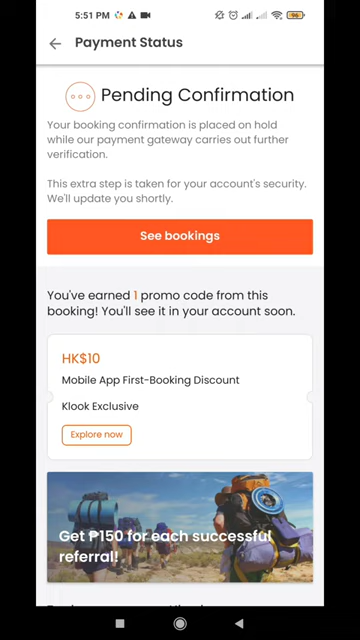 5:51 PM
96
Payment Status
Pending Confirmation
Your booking confirmation is placed on hold
while our payment gateway carries out further
verification.
This extra step is taken for your account's security.
We'll update you shortly.
See bookings
You've earned 1 promo code from this
booking! You'll see it in your account soon.
HK$10
Mobile App First-Booking Discount
Klook Exclusive
Explore now
Get ₱150 for each successful
referral!